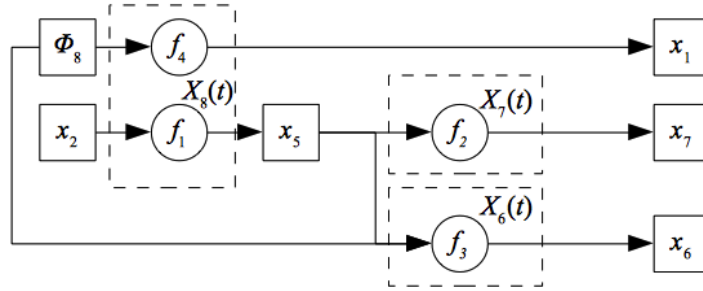 Φ₈ f₄ x₁
X₈(t) X₇(t)
x₂ f₁ x₅ f₂ x₇
X₆(t)
f₃ x₆